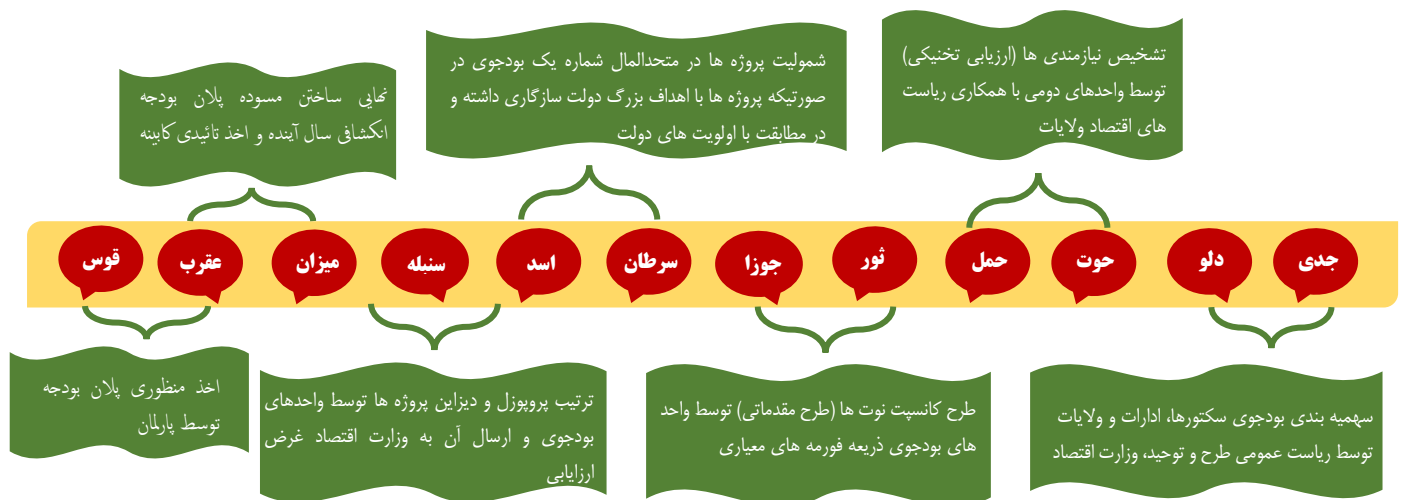 تشخیص نیازمندی ها (ارزیابی تخنیکی)
توسط واحدهای دومی با همکاری ریاست
های اقتصاد ولایات
شمولیت پروژه ها در متحدالمال شماره یک بودجوی در
صورتیکه پروژه ها با اهداف بزرگ دولت سازگاری داشته و
در مطابقت با اولویت های دولت
نهایی ساختن مسوده پلان بودجه
انکشافی سال آینده و اخذ تائیدی کابینه
جدی
دلو
حوت
حمل
ثور
جوزا
سرطان
اسد
سنبله
میزان
عقرب
قوس
سهمیه بندی بودجوی سکتورها، ادارات و ولایات
توسط ریاست عمومی طرح و توحید، وزارت اقتصاد
طرح کانسپت نوت ها (طرح مقدماتی) توسط واحد
های بودجوی ذریعه فورمه های معیاری
ترتیب پروپوزل و دیزاین پروژه ها توسط واحدهای
بودجوی و ارسال آن به وزارت اقتصاد غرض
ارزایابی
اخذ منظوری پلان بودجه
توسط پارلمان